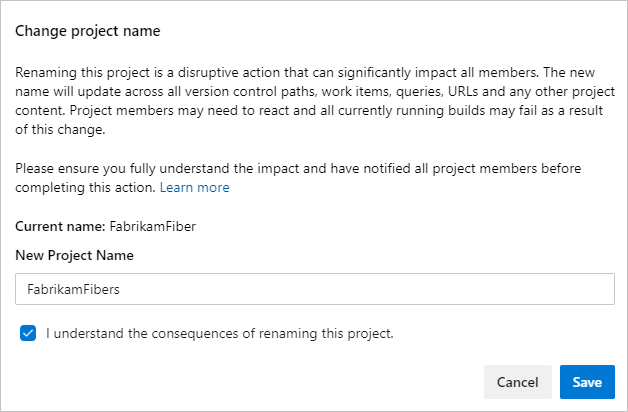 Change project name
Renaming this project is a disruptive action that can significantly impact all members. The new
name will update across all version control paths, work items, queries, URLs and any other project
content. Project members may need to react and all currently running builds may fail as a result
of this change.
Please ensure you fully understand the impact and have notified all project members before
completing this action. Learn more
Current name: FabrikamFiber
New Project Name
FabrikamFibers
I understand the consequences of renaming this project.
Cancel Save